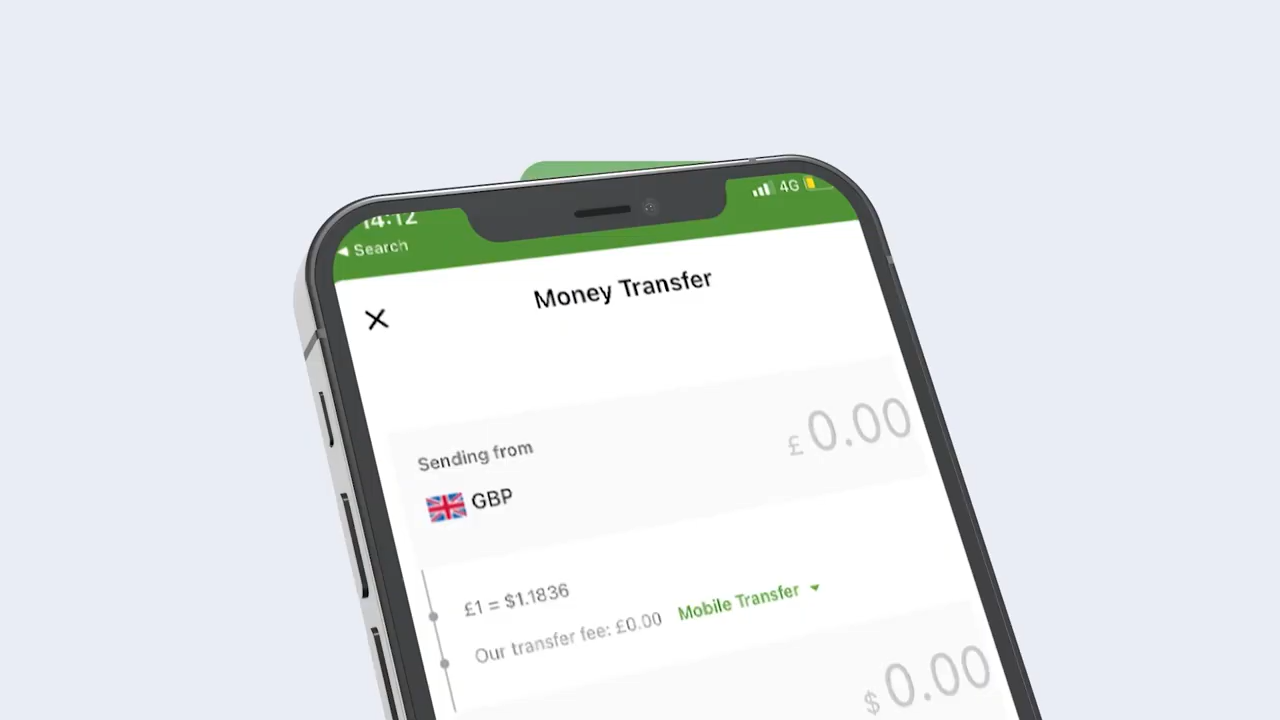 14:12
4G
◀ Search
Money Transfer
Sending from
£0.00
GBP
£1 = $1.1836
Our transfer fee: £0.00 Mobile Transfer
$0.00